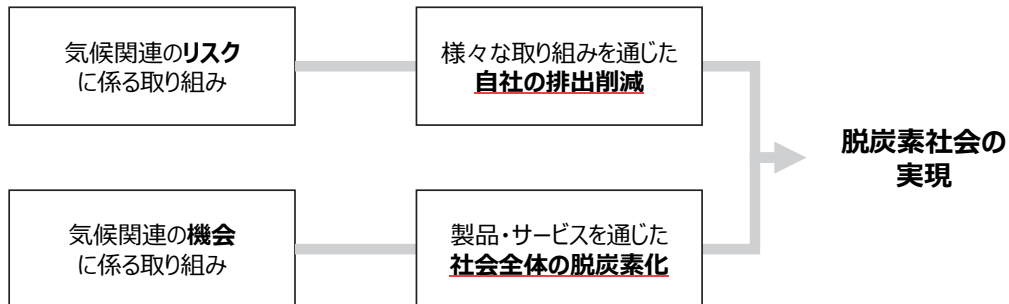 気候関連のリスク
に係る取り組み
様々な取り組みを通じた
自社の排出削減
気候関連の機会
に係る取り組み
製品・サービスを通じた
社会全体の脱炭素化
脱炭素社会の
実現